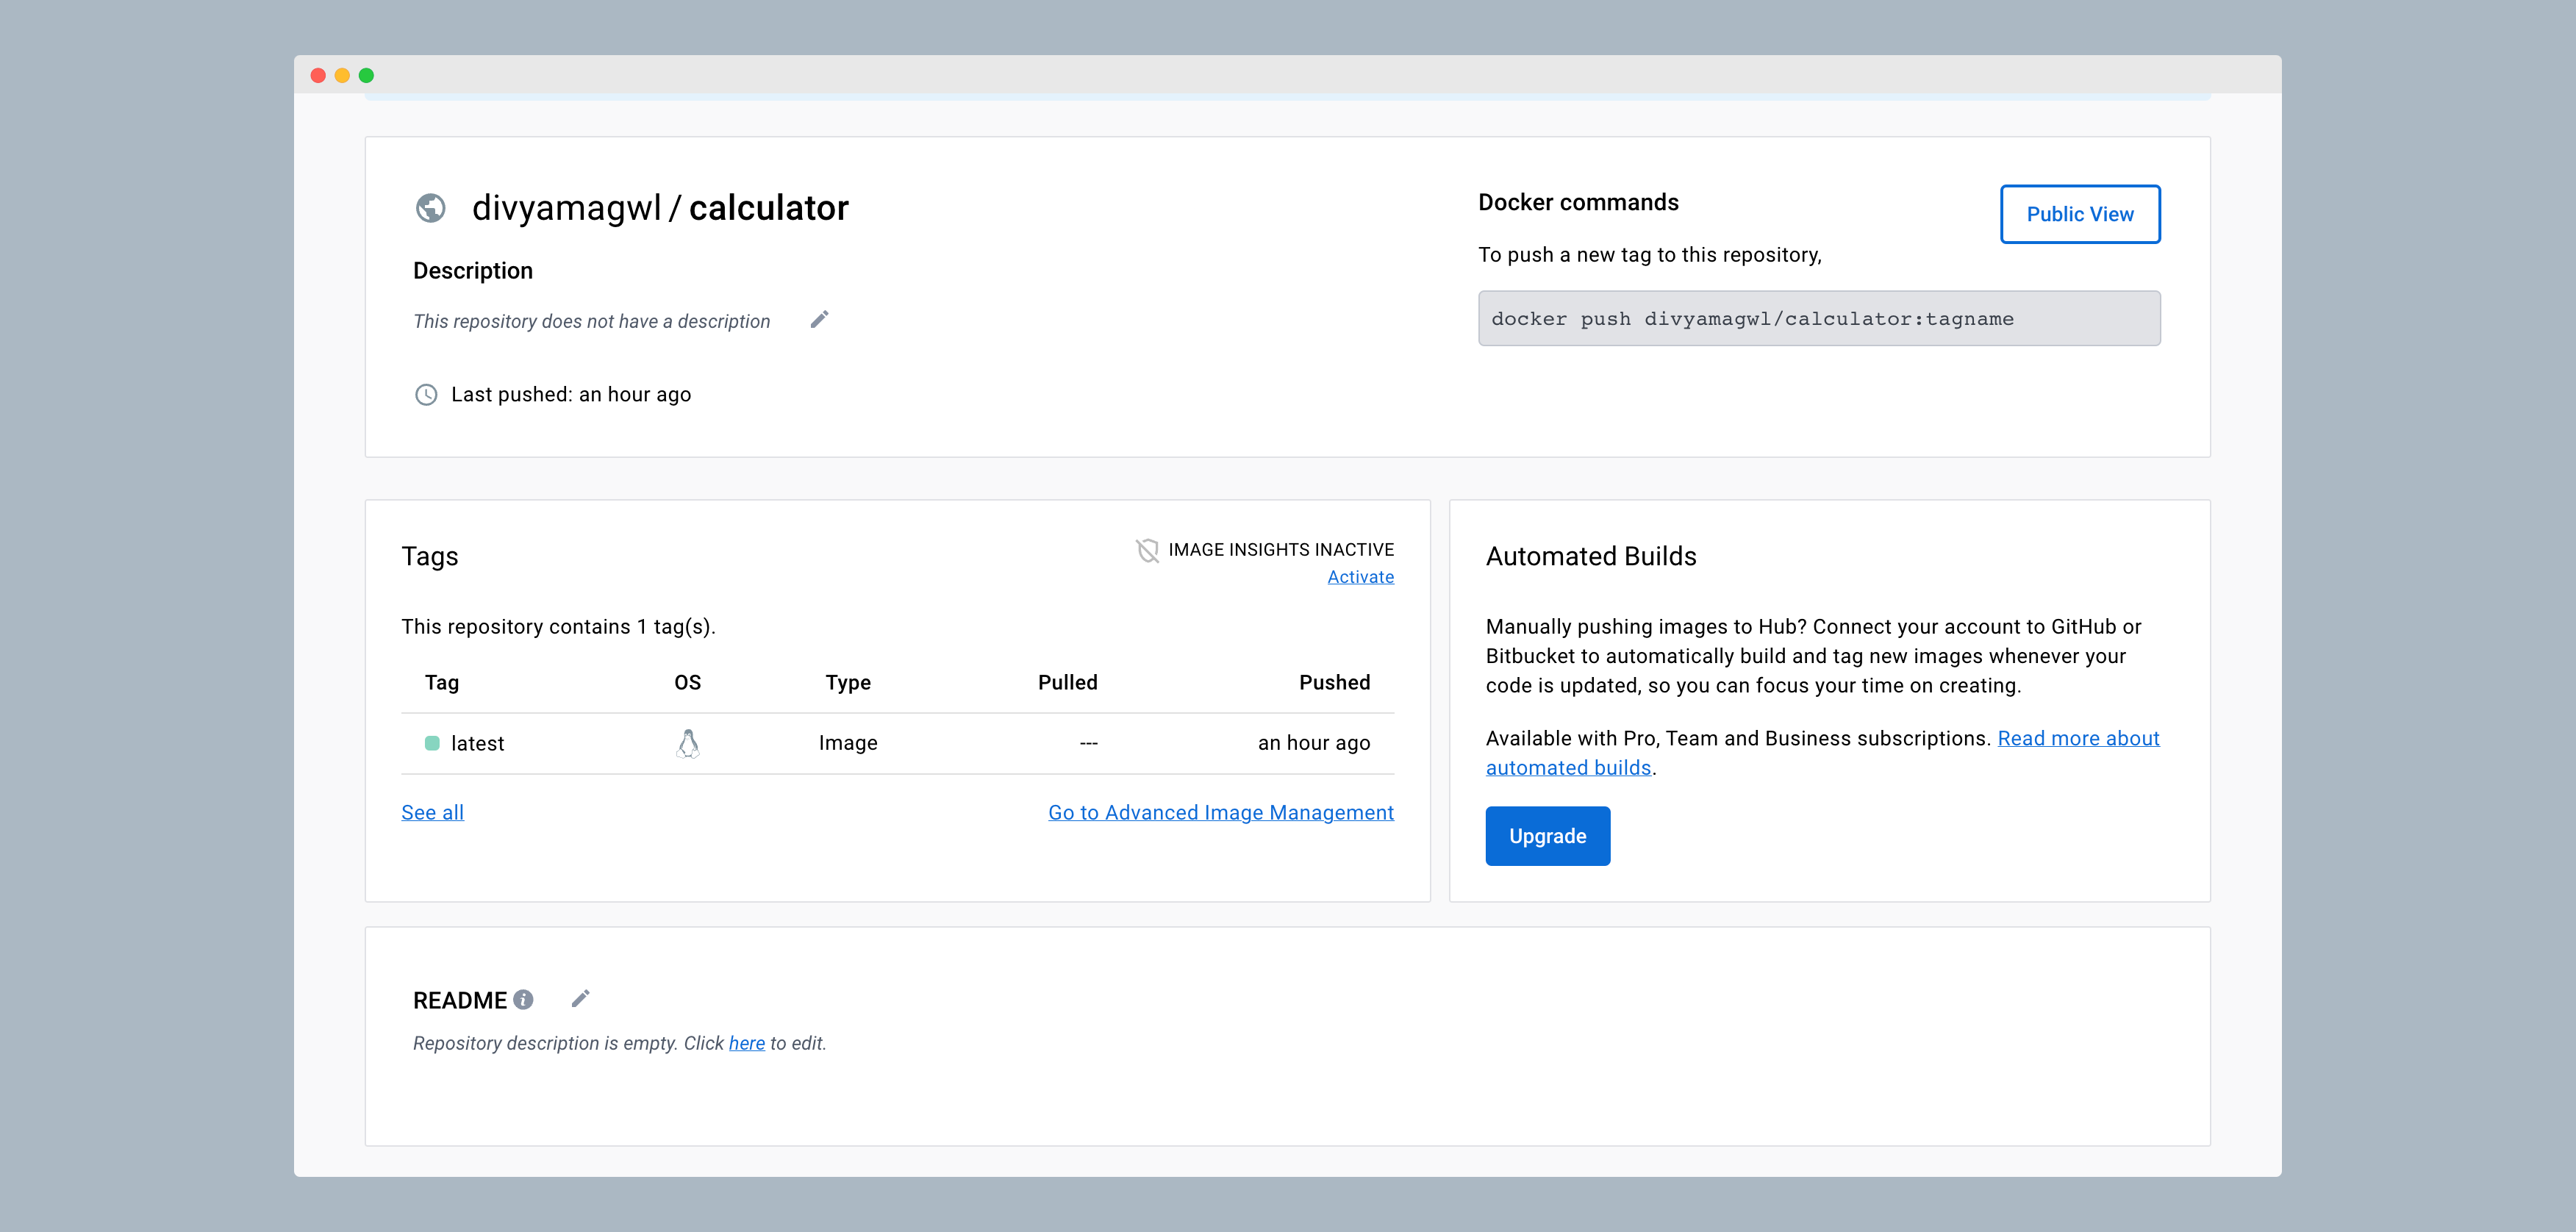 divyamagwl / calculator
Description
This repository does not have a description
Last pushed: an hour ago
Docker commands
Public View
To push a new tag to this repository,
docker push divyamagwl/calculator:tagname
Tags
IMAGE INSIGHTS INACTIVE
Activate
This repository contains 1 tag(s).
Tag OS Type Pulled Pushed
latest Image --- an hour ago
See all
Go to Advanced Image Management
Automated Builds
Manually pushing images to Hub? Connect your account to GitHub or
Bitbucket to automatically build and tag new images whenever your
code is updated, so you can focus your time on creating.
Available with Pro, Team and Business subscriptions. Read more about
automated builds.
Upgrade
README
Repository description is empty. Click here to edit.